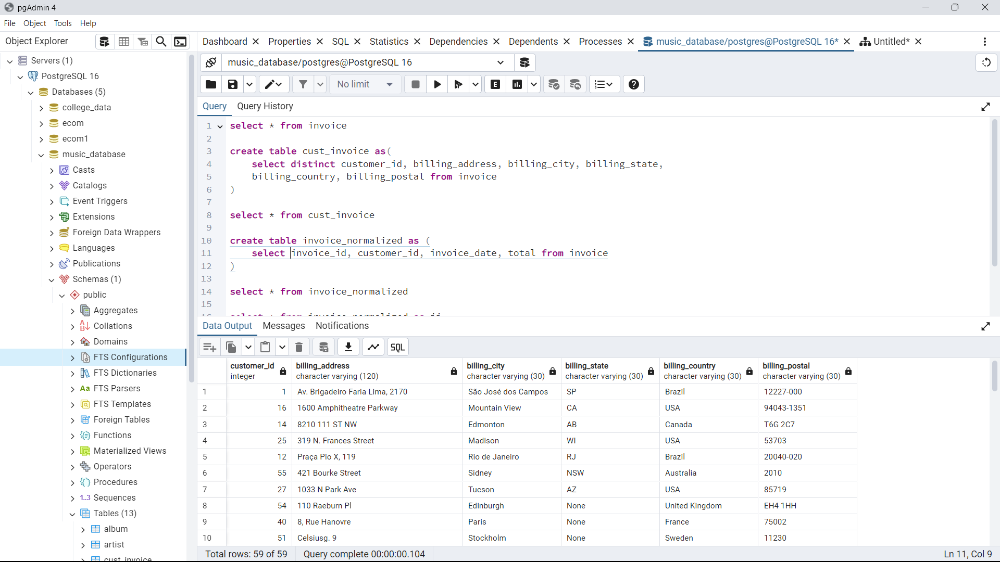 pgAdmin 4
File Object Tools Help
Object Explorer
Dashboard Properties SQL Statistics Dependencies Dependents Processes music_database/postgres@PostgreSQL 16* Untitled*
Servers (1)
PostgreSQL 16
Databases (5)
college_data
ecom
ecom1
music_database
Casts
Catalogs
Event Triggers
Extensions
Foreign Data Wrappers
Languages
Publications
Schemas (1)
public
Aggregates
Collations
Domains
FTS Configurations
FTS Dictionaries
Aa FTS Parsers
FTS Templates
Foreign Tables
Functions
Materialized Views
Operators
Procedures
1..3 Sequences
Tables (13)
album
artist
cust_invoice
music_database/postgres@PostgreSQL 16
No limit
E
Query Query History
1 select * from invoice
2
3 create table cust_invoice as(
4 select distinct customer_id, billing_address, billing_city, billing_state,
5 billing_country, billing_postal from invoice
6 )
7
8 select * from cust_invoice
9
10 create table invoice_normalized as (
11 select invoice_id, customer_id, invoice_date, total from invoice
12 )
13
14 select * from invoice_normalized
15
16 select * from invoice_normalized as ii
Data Output Messages Notifications
SQL
customer_id billing_address billing_city billing_state billing_country billing_postal
integer character varying (120) character varying (30) character varying (30) character varying (30) character varying (30)
1 1 Av. Brigadeiro Faria Lima, 2170 São José dos Campos SP Brazil 12227-000
2 16 1600 Amphitheatre Parkway Mountain View CA USA 94043-1351
3 14 8210 111 ST NW Edmonton AB Canada T6G 2C7
4 25 319 N. Frances Street Madison WI USA 53703
5 12 Praça Pio X, 119 Rio de Janeiro RJ Brazil 20040-020
6 55 421 Bourke Street Sidney NSW Australia 2010
7 27 1033 N Park Ave Tucson AZ USA 85719
8 54 110 Raeburn Pl Edinburgh None United Kingdom EH4 1HH
9 40 8, Rue Hanovre Paris None France 75002
10 51 Celsiusg. 9 Stockholm None Sweden 11230
Total rows: 59 of 59 Query complete 00:00:00.104 Ln 11, Col 9